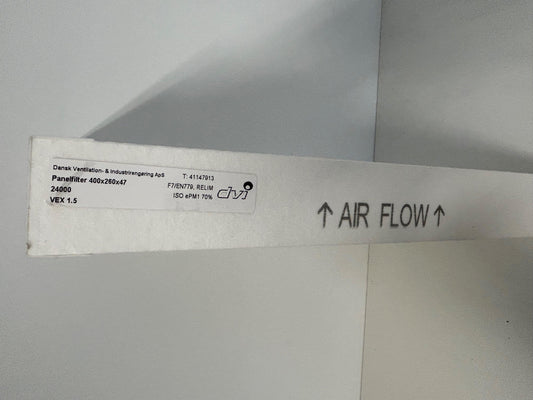 Dansk Ventilation- & Industrirengøring ApS T: 41147913
Panelfilter 400x260x47 F7/EN779, RELIM
24000 ISO ePM1 70%
VEX 1.5
dvi
↑ AIR FLOW ↑